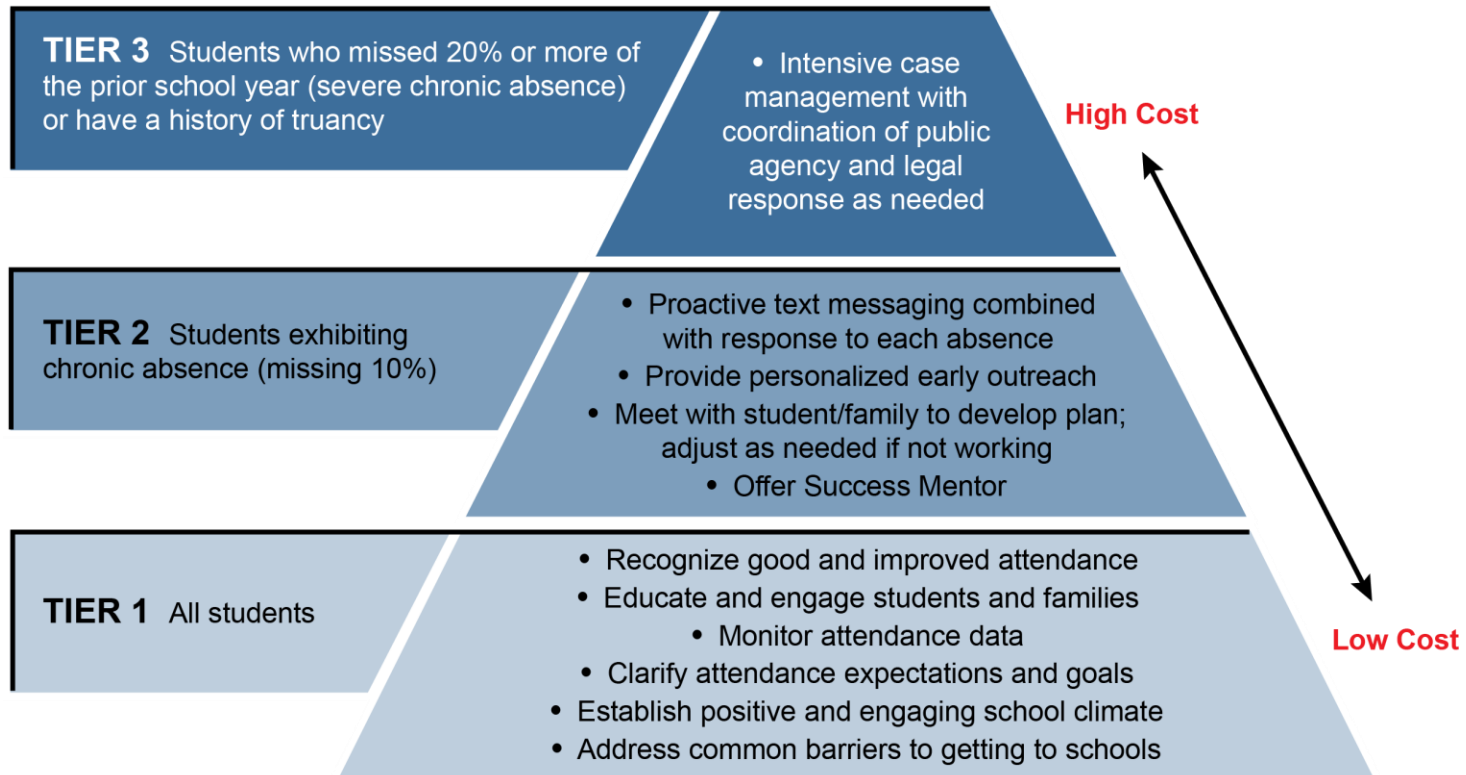 TIER 3 Students who missed 20% or more of
the prior school year (severe chronic absence)
or have a history of truancy
• Intensive case
management with
coordination of public
agency and legal
response as needed
High Cost
TIER 2 Students exhibiting
chronic absence (missing 10%)
• Proactive text messaging combined
with response to each absence
• Provide personalized early outreach
• Meet with student/family to develop plan;
adjust as needed if not working
• Offer Success Mentor
TIER 1 All students
• Recognize good and improved attendance
• Educate and engage students and families
• Monitor attendance data
• Clarify attendance expectations and goals
• Establish positive and engaging school climate
• Address common barriers to getting to schools
Low Cost